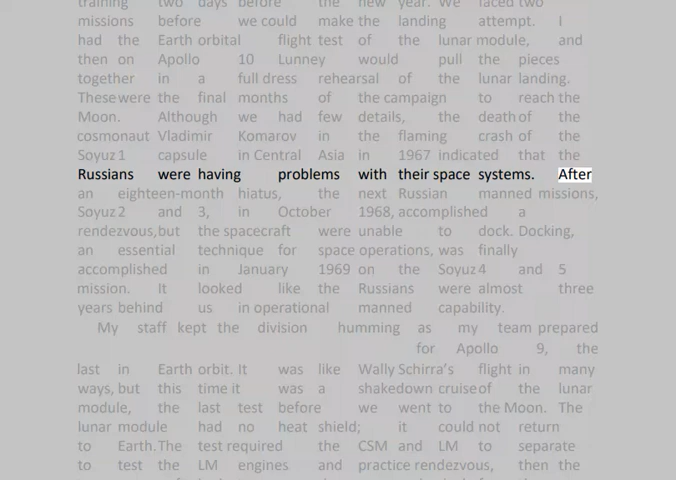 training two days before the new year. We faced two
missions before we could make the landing attempt. I
had the Earth orbital flight test of the lunar module, and
then on Apollo 10 Lunney would pull the pieces
together in a full dress rehearsal of the lunar landing.
These were the final months of the campaign to reach the
Moon. Although we had few details, the death of the
cosmonaut Vladimir Komarov in the flaming crash of the
Soyuz 1 capsule in Central Asia in 1967 indicated that the
Russians were having problems with their space systems. After
an eighteen-month hiatus, the next Russian manned missions,
Soyuz 2 and 3, in October 1968, accomplished a
rendezvous, but the spacecraft were unable to dock. Docking,
an essential technique for space operations, was finally
accomplished in January 1969 on the Soyuz 4 and 5
mission. It looked like the Russians were almost three
years behind us in operational manned capability.
My staff kept the division humming as my team prepared
for Apollo 9, the
last in Earth orbit. It was like Wally Schirra's flight in many
ways, but this time it was a shakedown cruise of the lunar
module, the last test before we went to the Moon. The
lunar module had no heat shield; it could not return
to Earth. The test required the CSM and LM to separate
to test the LM engines and practice rendezvous, then the